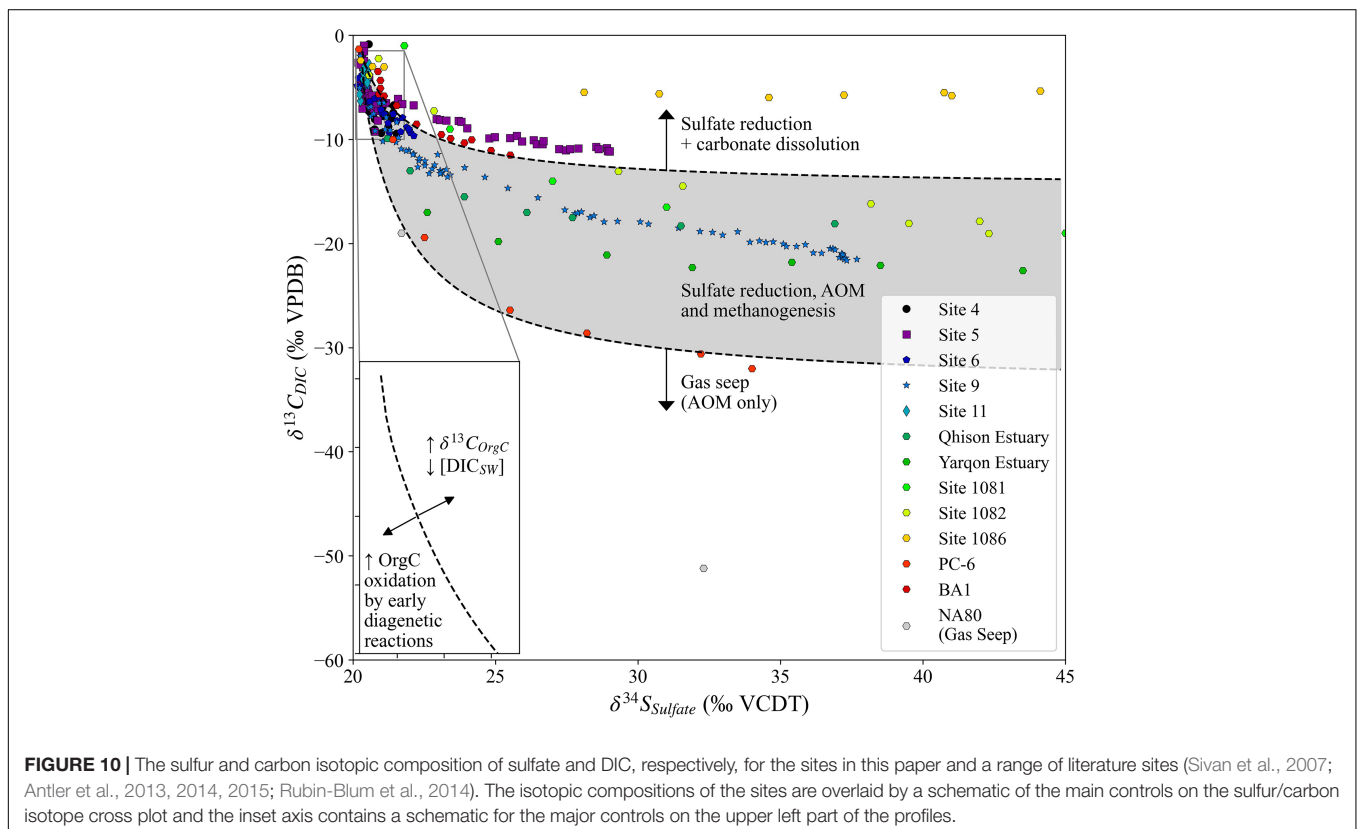 0
−10
−20
−30
−40
−50
−60
δ¹³C_DIC (‰ VPDB)
20
25
30
35
40
45
δ³⁴S_Sulfate (‰ VCDT)
Sulfate reduction
+ carbonate dissolution
Sulfate reduction, AOM
and methanogenesis
Gas seep
(AOM only)
↑ δ¹³C_OrgC
↓ [DIC_SW]
↑ OrgC
oxidation
by early
diagenetic
reactions
Site 4
Site 5
Site 6
Site 9
Site 11
Qhison Estuary
Yarqon Estuary
Site 1081
Site 1082
Site 1086
PC-6
BA1
NA80
(Gas Seep)
FIGURE 10 | The sulfur and carbon isotopic composition of sulfate and DIC, respectively, for the sites in this paper and a range of literature sites (Sivan et al., 2007;
Antler et al., 2013, 2014, 2015; Rubin-Blum et al., 2014). The isotopic compositions of the sites are overlaid by a schematic of the main controls on the sulfur/carbon
isotope cross plot and the inset axis contains a schematic for the major controls on the upper left part of the profiles.